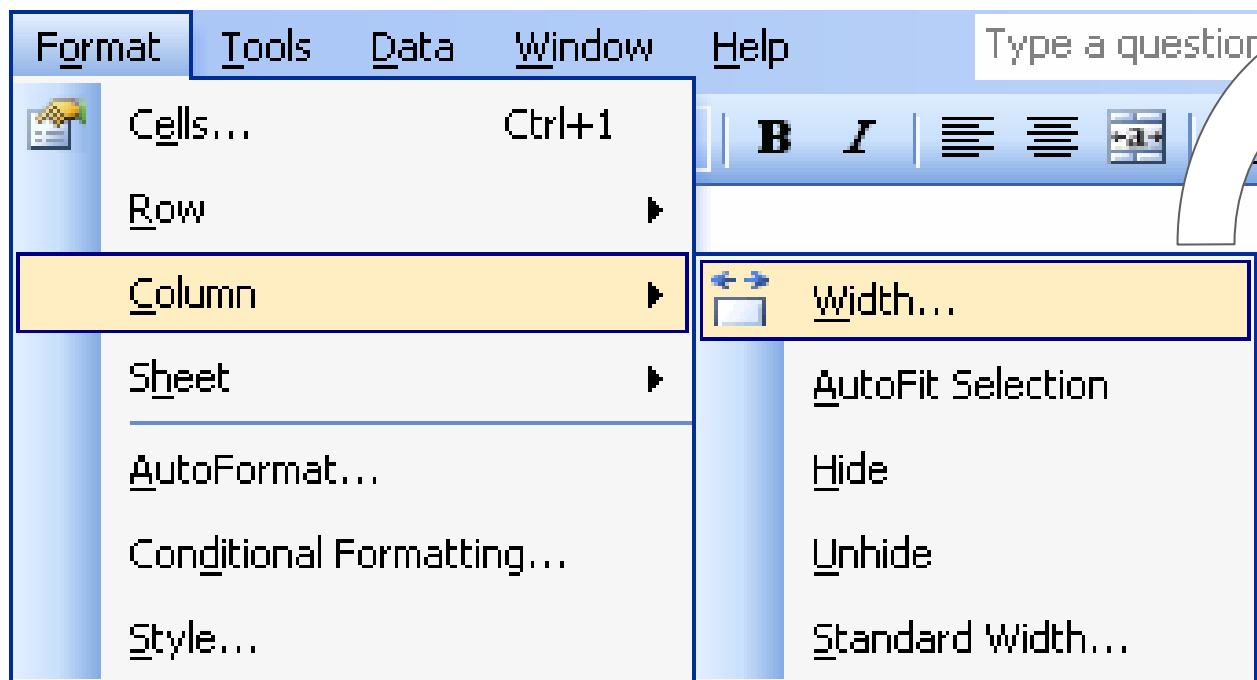 Format Tools Data Window Help Type a question
Cells... Ctrl+1
B I a
Row
Column
Width...
Sheet
AutoFit Selection
AutoFormat...
Hide
Conditional Formatting...
Unhide
Style...
Standard Width...